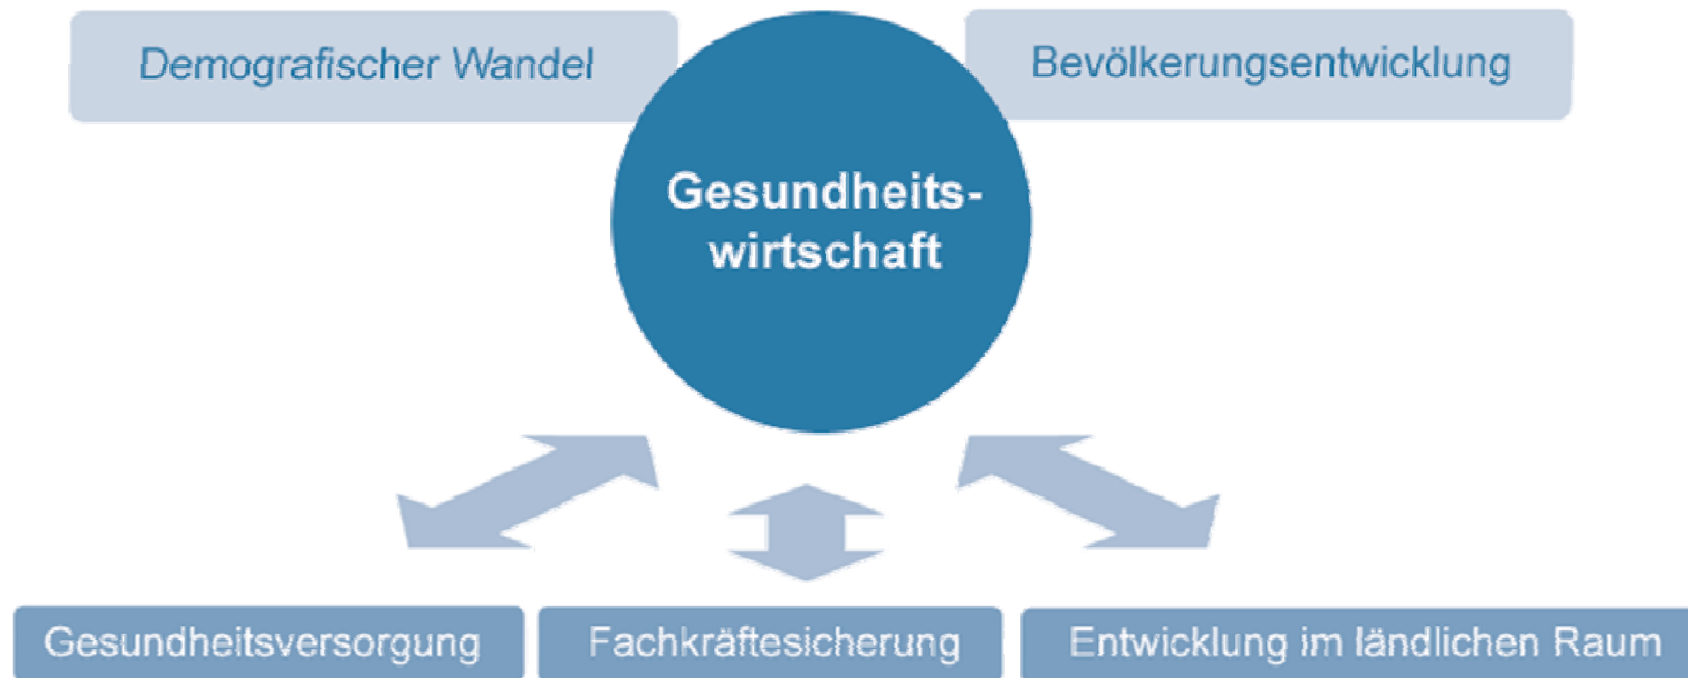 Demografischer Wandel
Bevölkerungsentwicklung
Gesundheits-
wirtschaft
Gesundheitsversorgung
Fachkräftesicherung
Entwicklung im ländlichen Raum